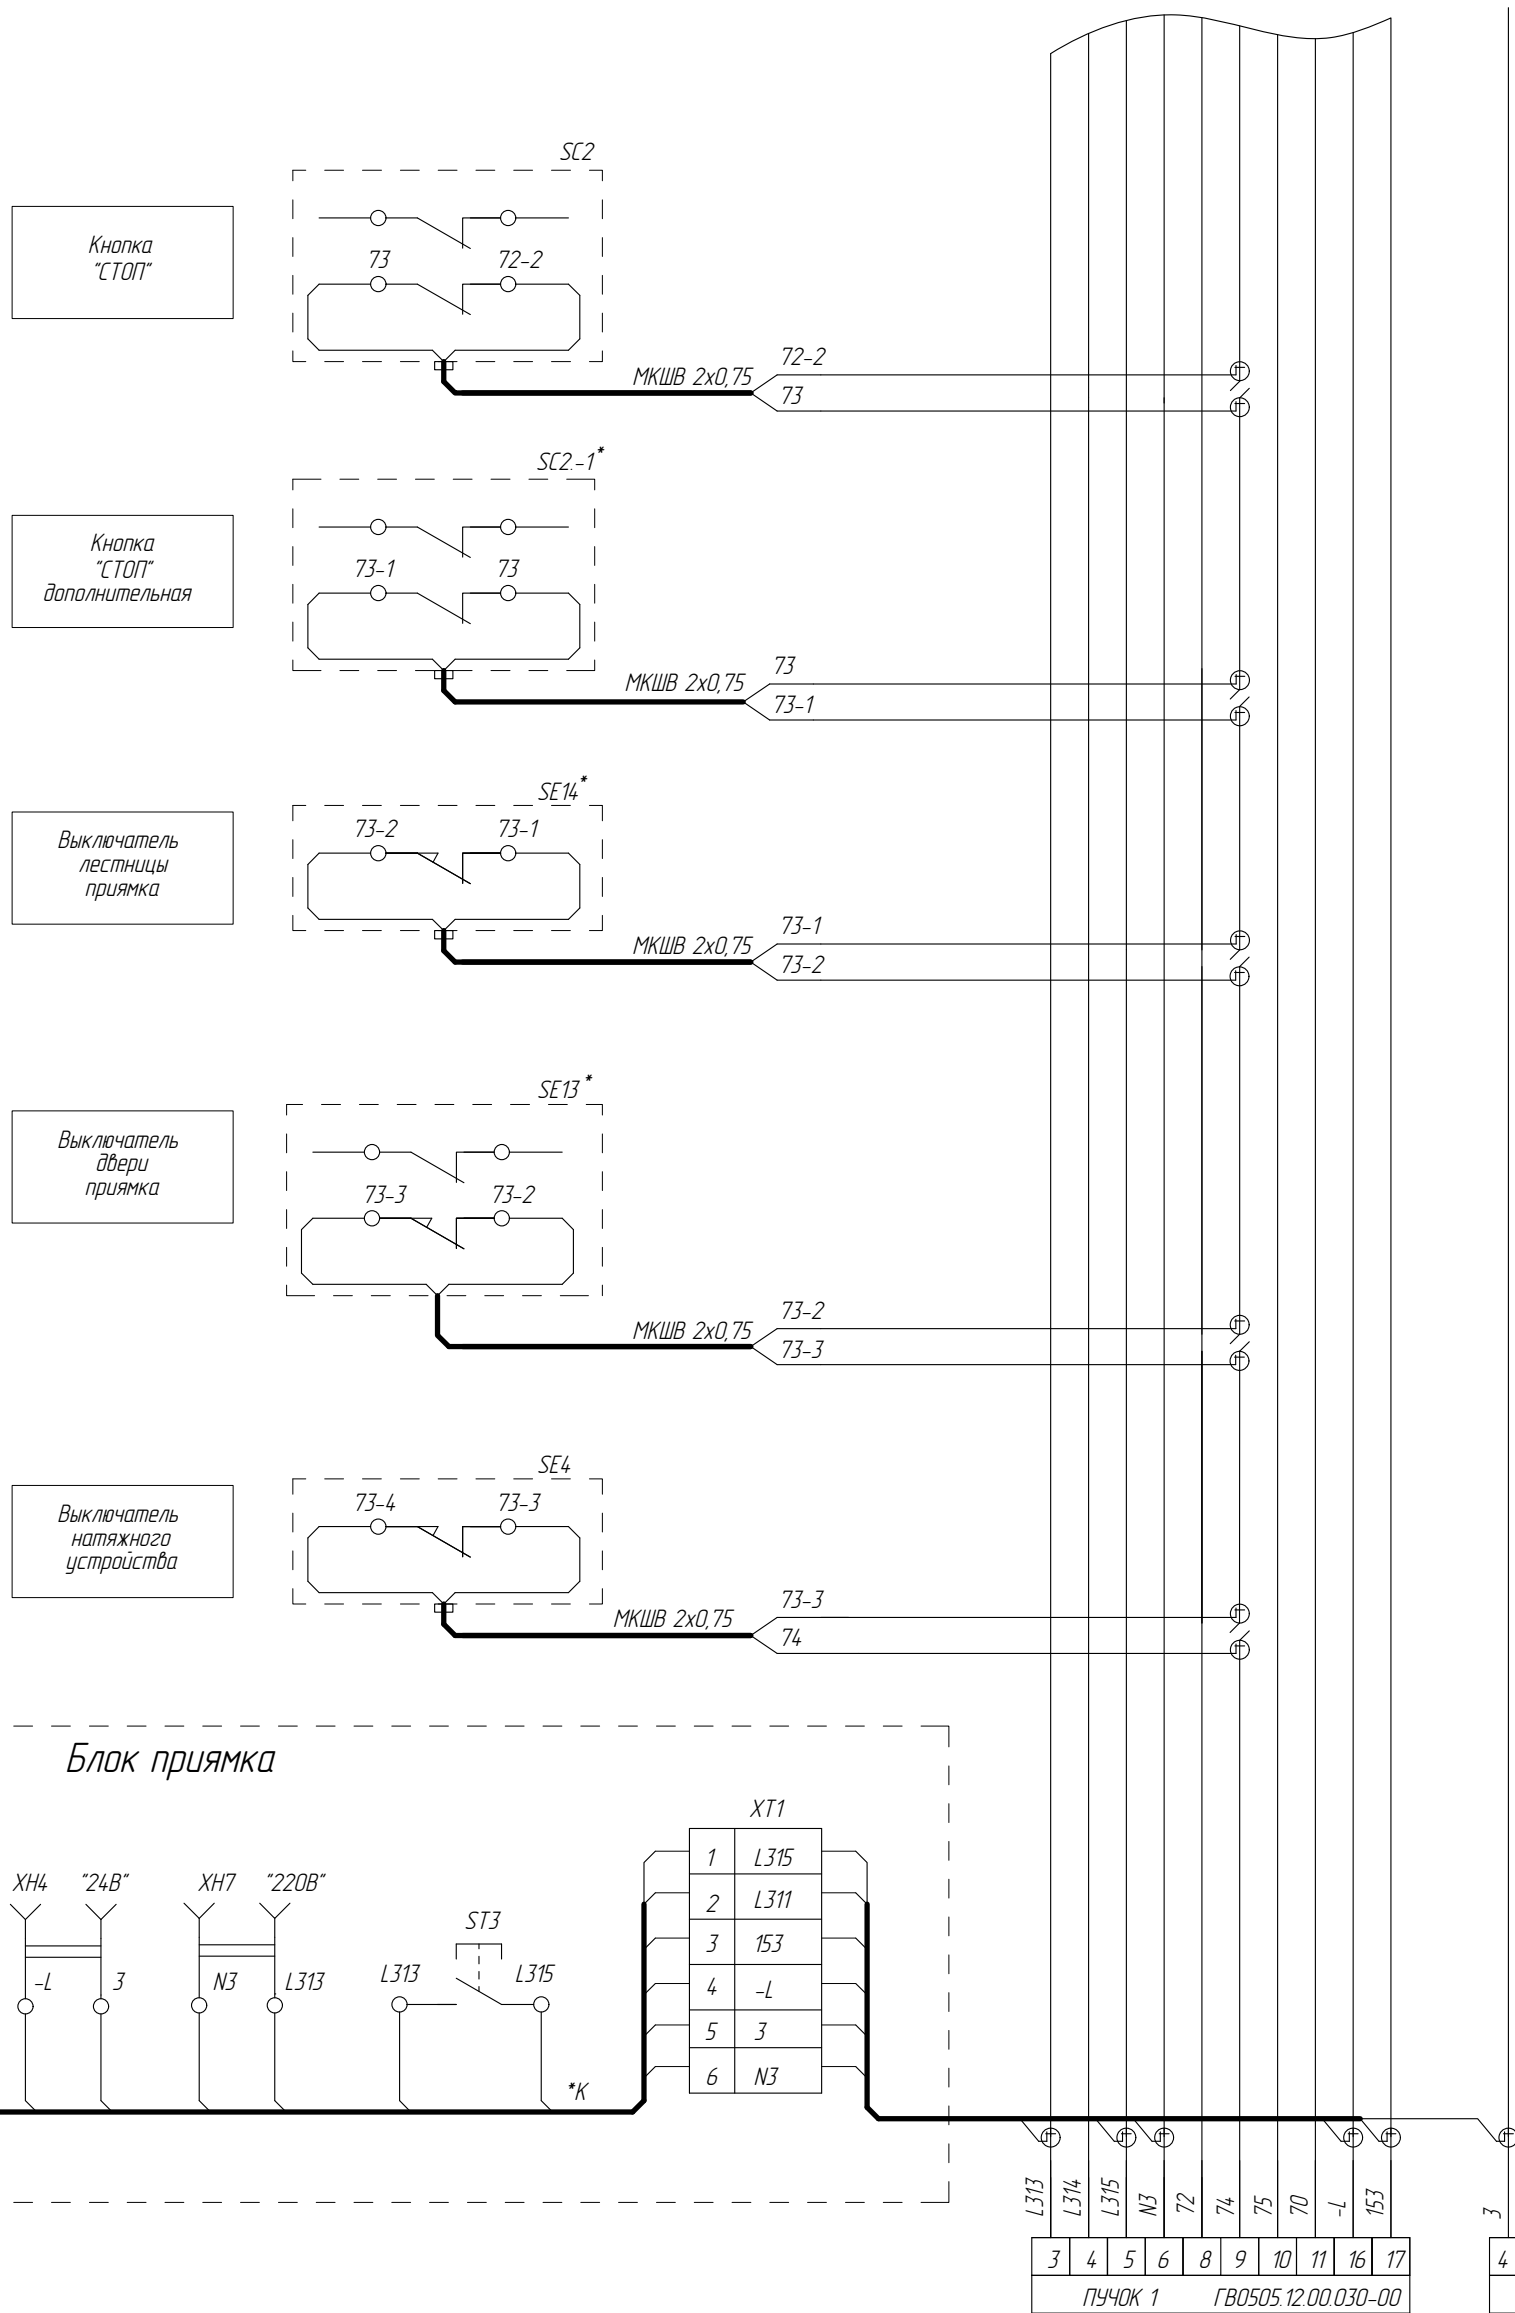 SC2
Кнопка
"СТОП"
73 72-2
МКШВ 2х0,75
72-2
73
SC2.-1*
Кнопка
"СТОП"
дополнительная
73-1 73
МКШВ 2х0,75
73
73-1
SE14*
Выключатель
лестницы
приямка
73-2 73-1
МКШВ 2х0,75
73-1
73-2
SE13*
Выключатель
двери
приямка
73-3 73-2
МКШВ 2х0,75
73-2
73-3
SE4
Выключатель
натяжного
устройства
73-4 73-3
МКШВ 2х0,75
73-3
74
Блок приямка
XT1
1 L315
2 L311
3 153
4 -L
5 3
6 N3
XH4 "24В" XH7 "220В"
ST3
-L 3 N3 L313
L313 L315
*К
L313 L314 L315 N3 72 74 75 70 -L 153 3
3 4 5 6 8 9 10 11 16 17 4
ПУЧОК 1 ГВ0505.12.00.030-00